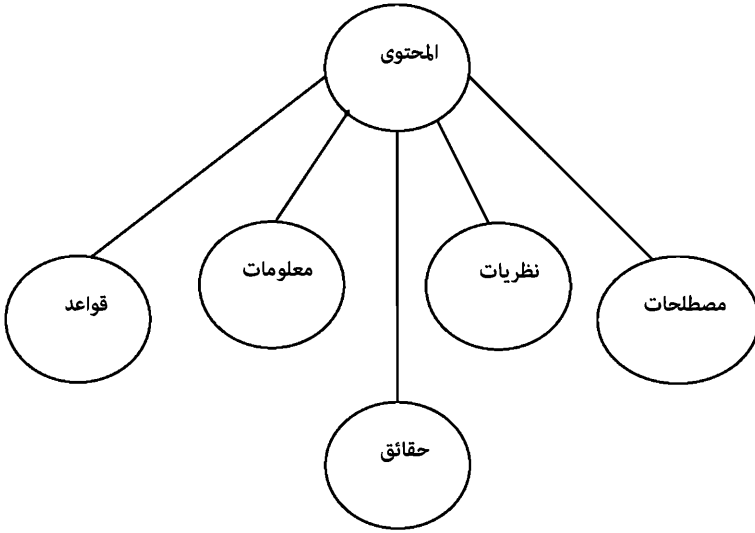 المحتوى
مصطلحات
نظريات
معلومات
قواعد
حقائق